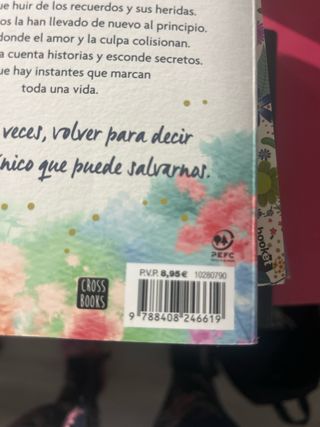 ue huir de los recuerdos y sus heridas.
os la han llevado de nuevo al principio.
donde el amor y la culpa colisionan.
a cuenta historias y esconde secretos.
ue hay instantes que marcan
toda una vida.
veces, volver para decir
nico que puede salvarnos.
PEFC
P.V.P. 8,95 € 10280790
CROSS
BOOKS
9 788408 246619